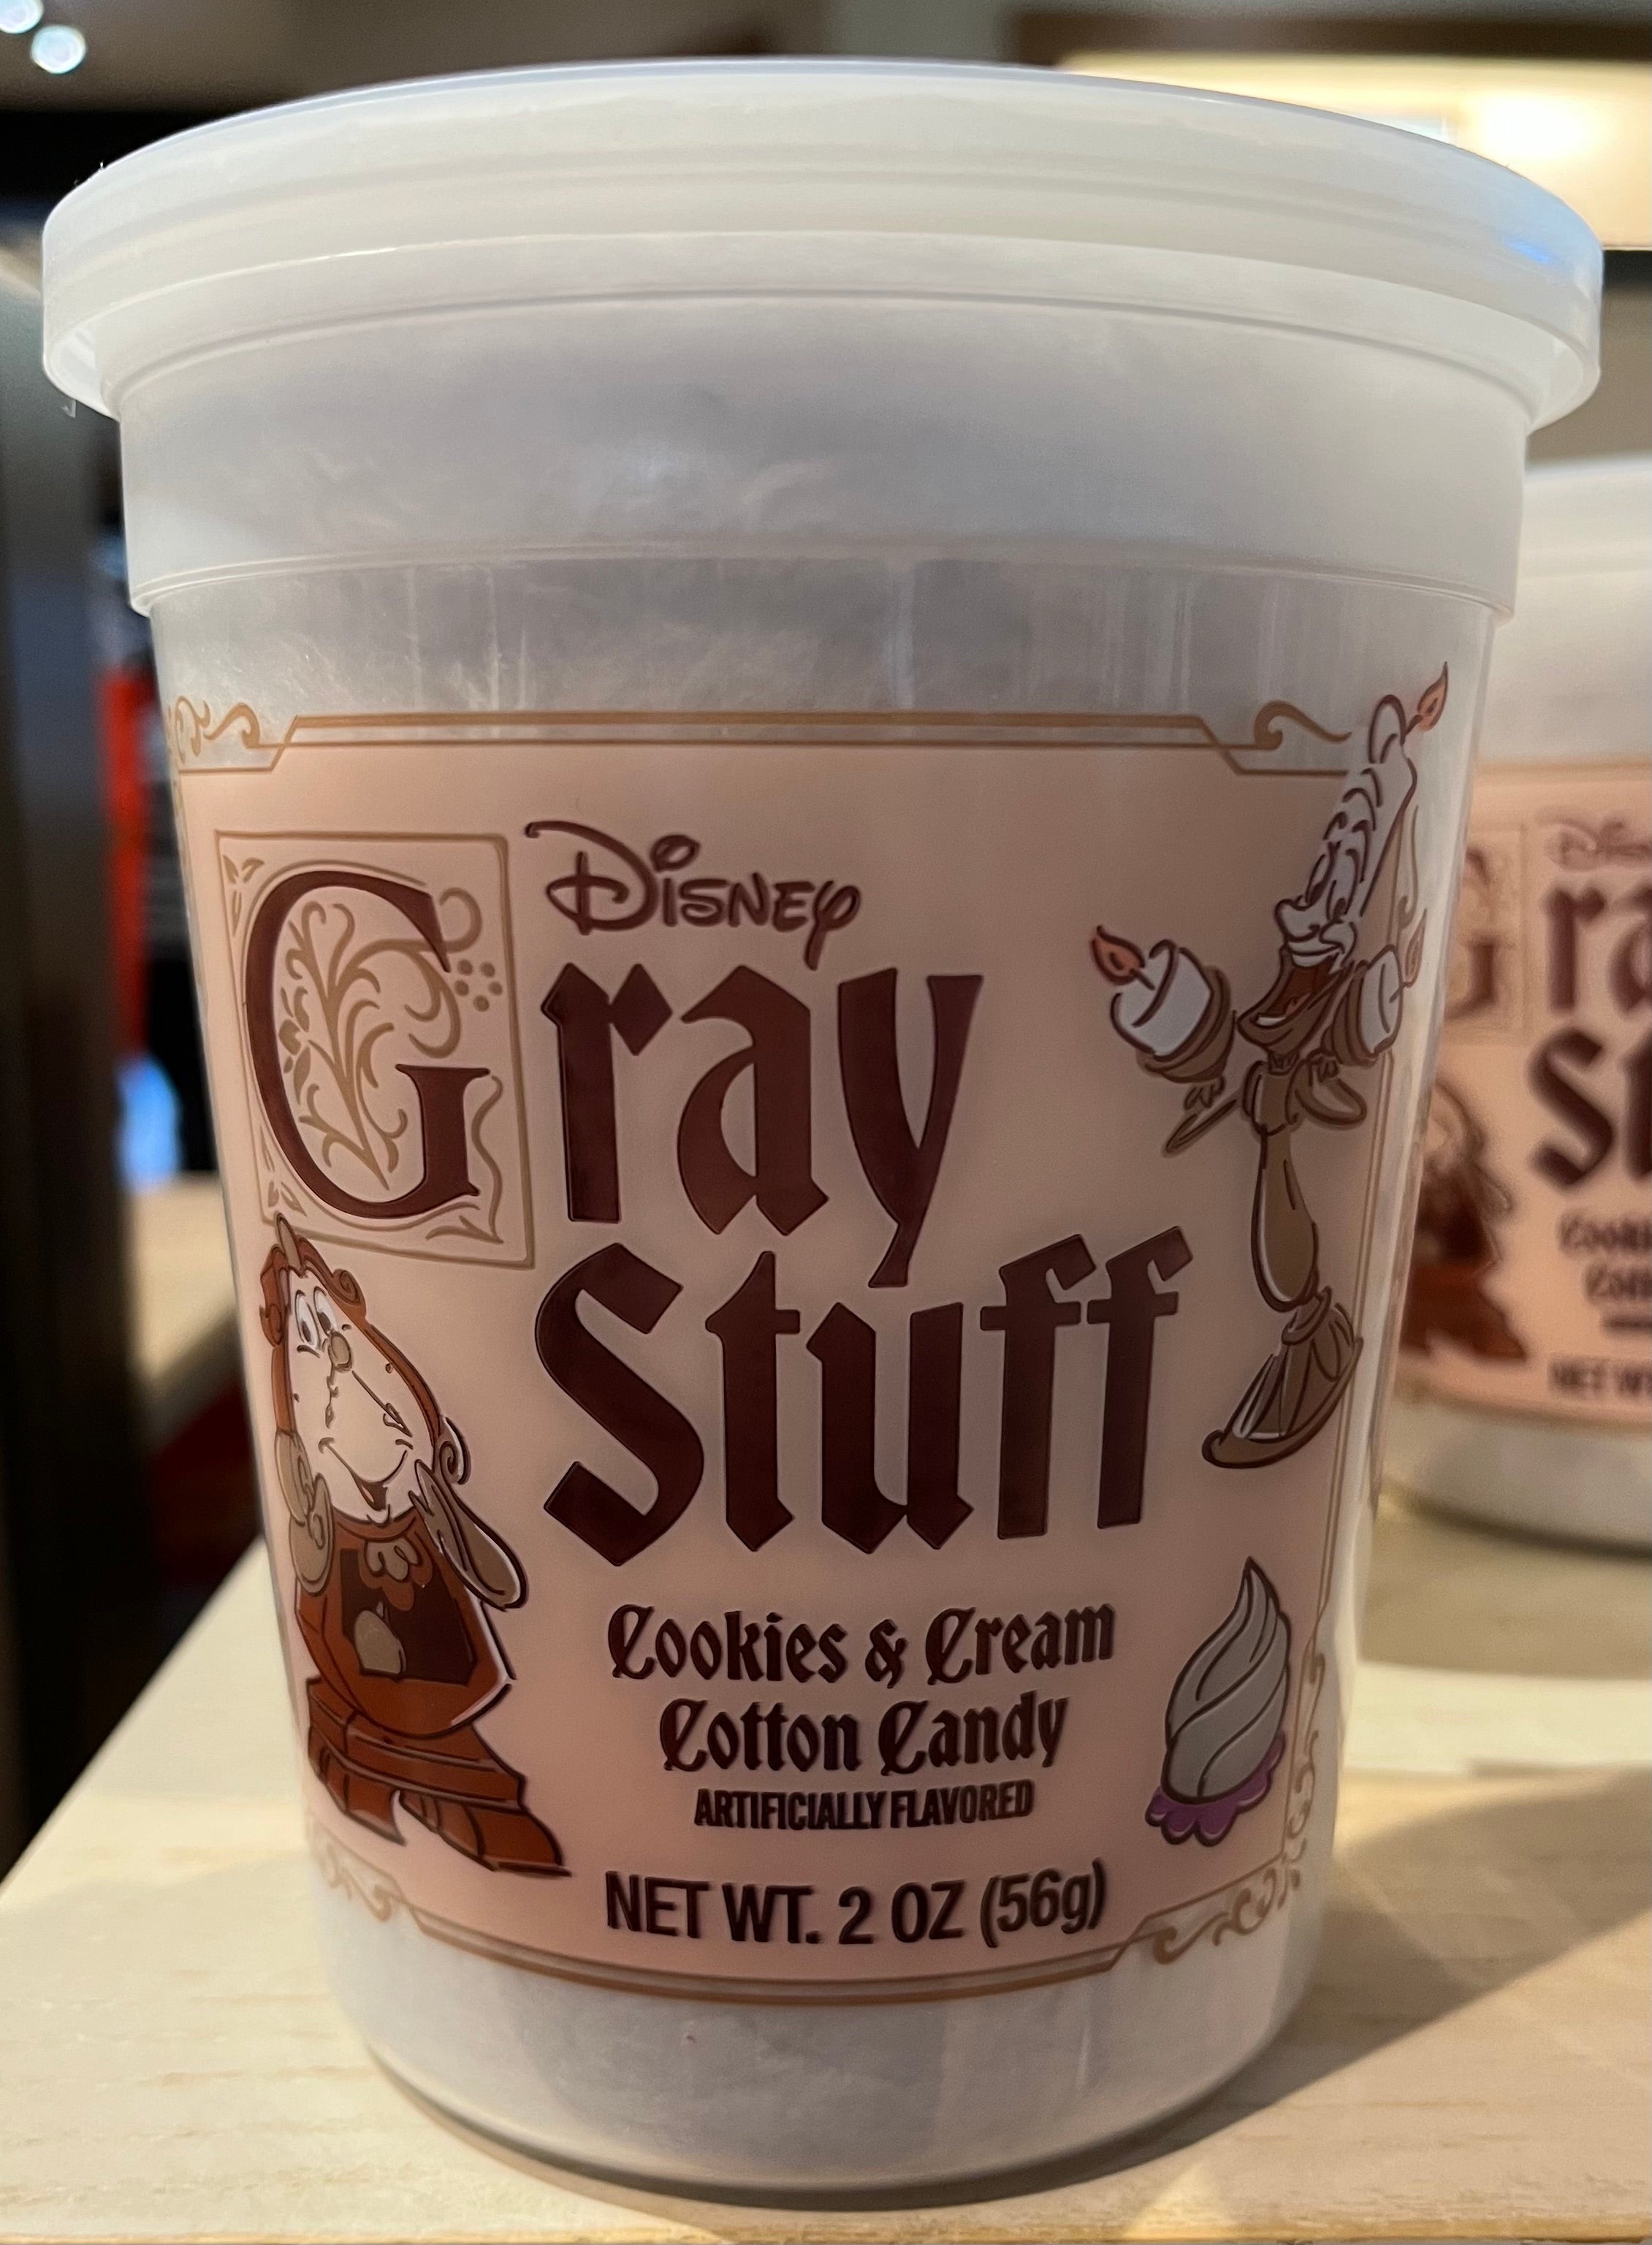 Disney
Gray
Stuff
Cookies & Cream
Cotton Candy
ARTIFICIALLY FLAVORED
NET WT. 2 OZ (56g)